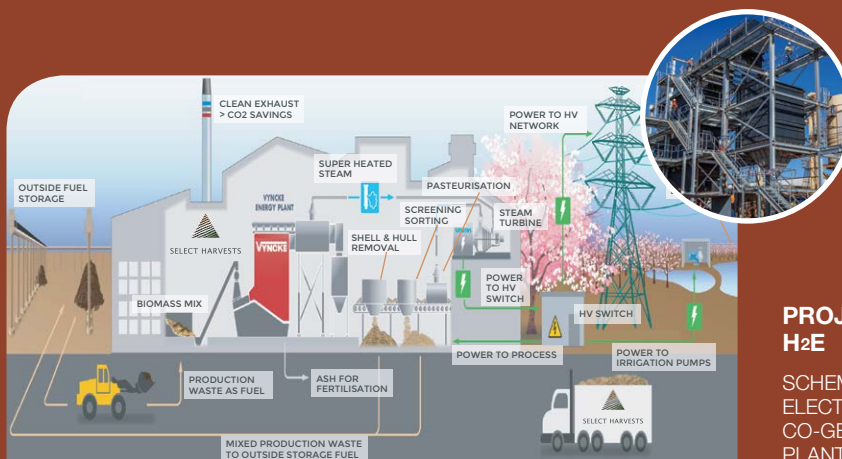 CLEAN EXHAUST
> CO2 SAVINGS
POWER TO HV
NETWORK
SUPER HEATED
STEAM
OUTSIDE FUEL
STORAGE
PASTEURISATION
VYNCKE
ENERGY PLANT
SCREENING
SORTING
STEAM
TURBINE
SELECT HARVESTS
VYNCKE
SHELL & HULL
REMOVAL
POWER
TO HV
SWITCH
BIOMASS MIX
HV SWITCH
POWER TO PROCESS
POWER TO
IRRIGATION PUMPS
PRODUCTION
WASTE AS FUEL
ASH FOR
FERTILISATION
SELECT HARVESTS
MIXED PRODUCTION WASTE
TO OUTSIDE STORAGE FUEL
PROJ
H2E
SCHEM
ELECT
CO-GE
PLANT